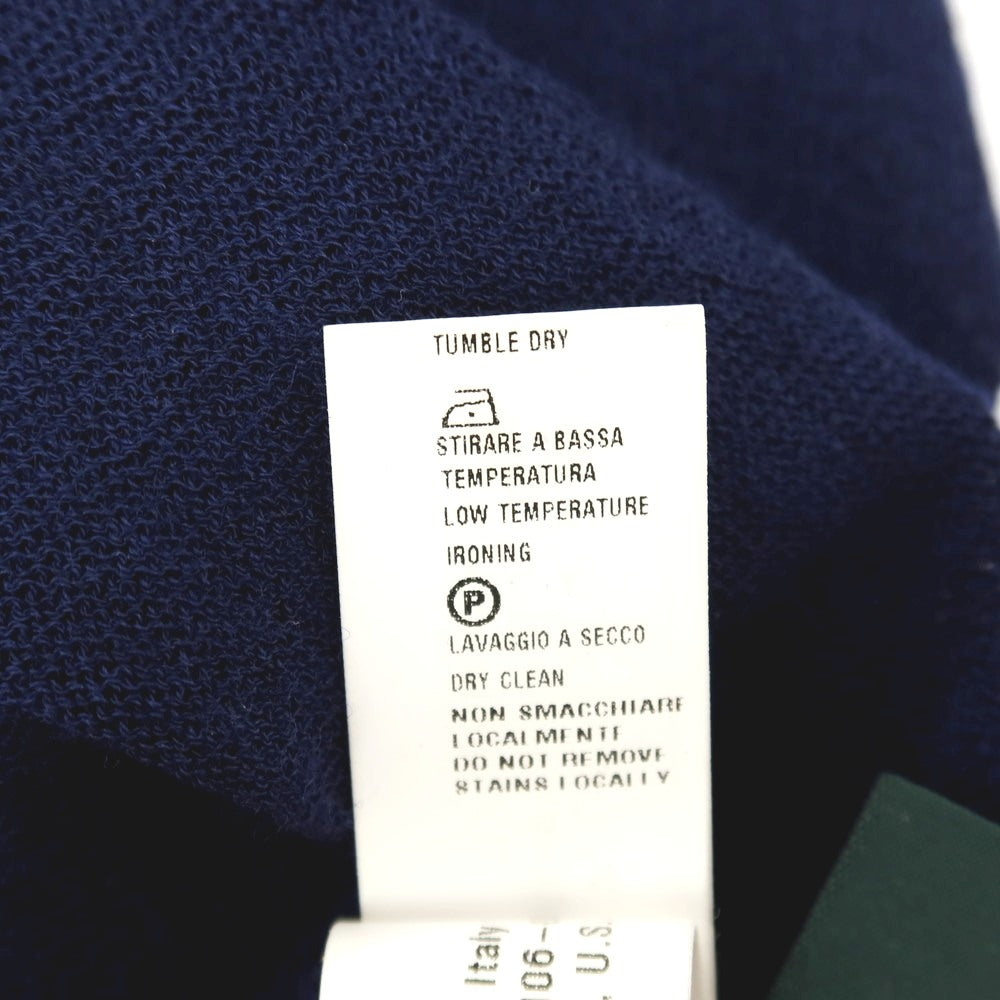 TUMBLE DRY
STIRARE A BASSA
TEMPERATURA
LOW TEMPERATURE
IRONING
P
LAVAGGIO A SECCO
DRY CLEAN
NON SMACCHIARE
LOCALMENTE
DO NOT REMOVE
STAINS LOCALLY
Italy
106-
U.S.